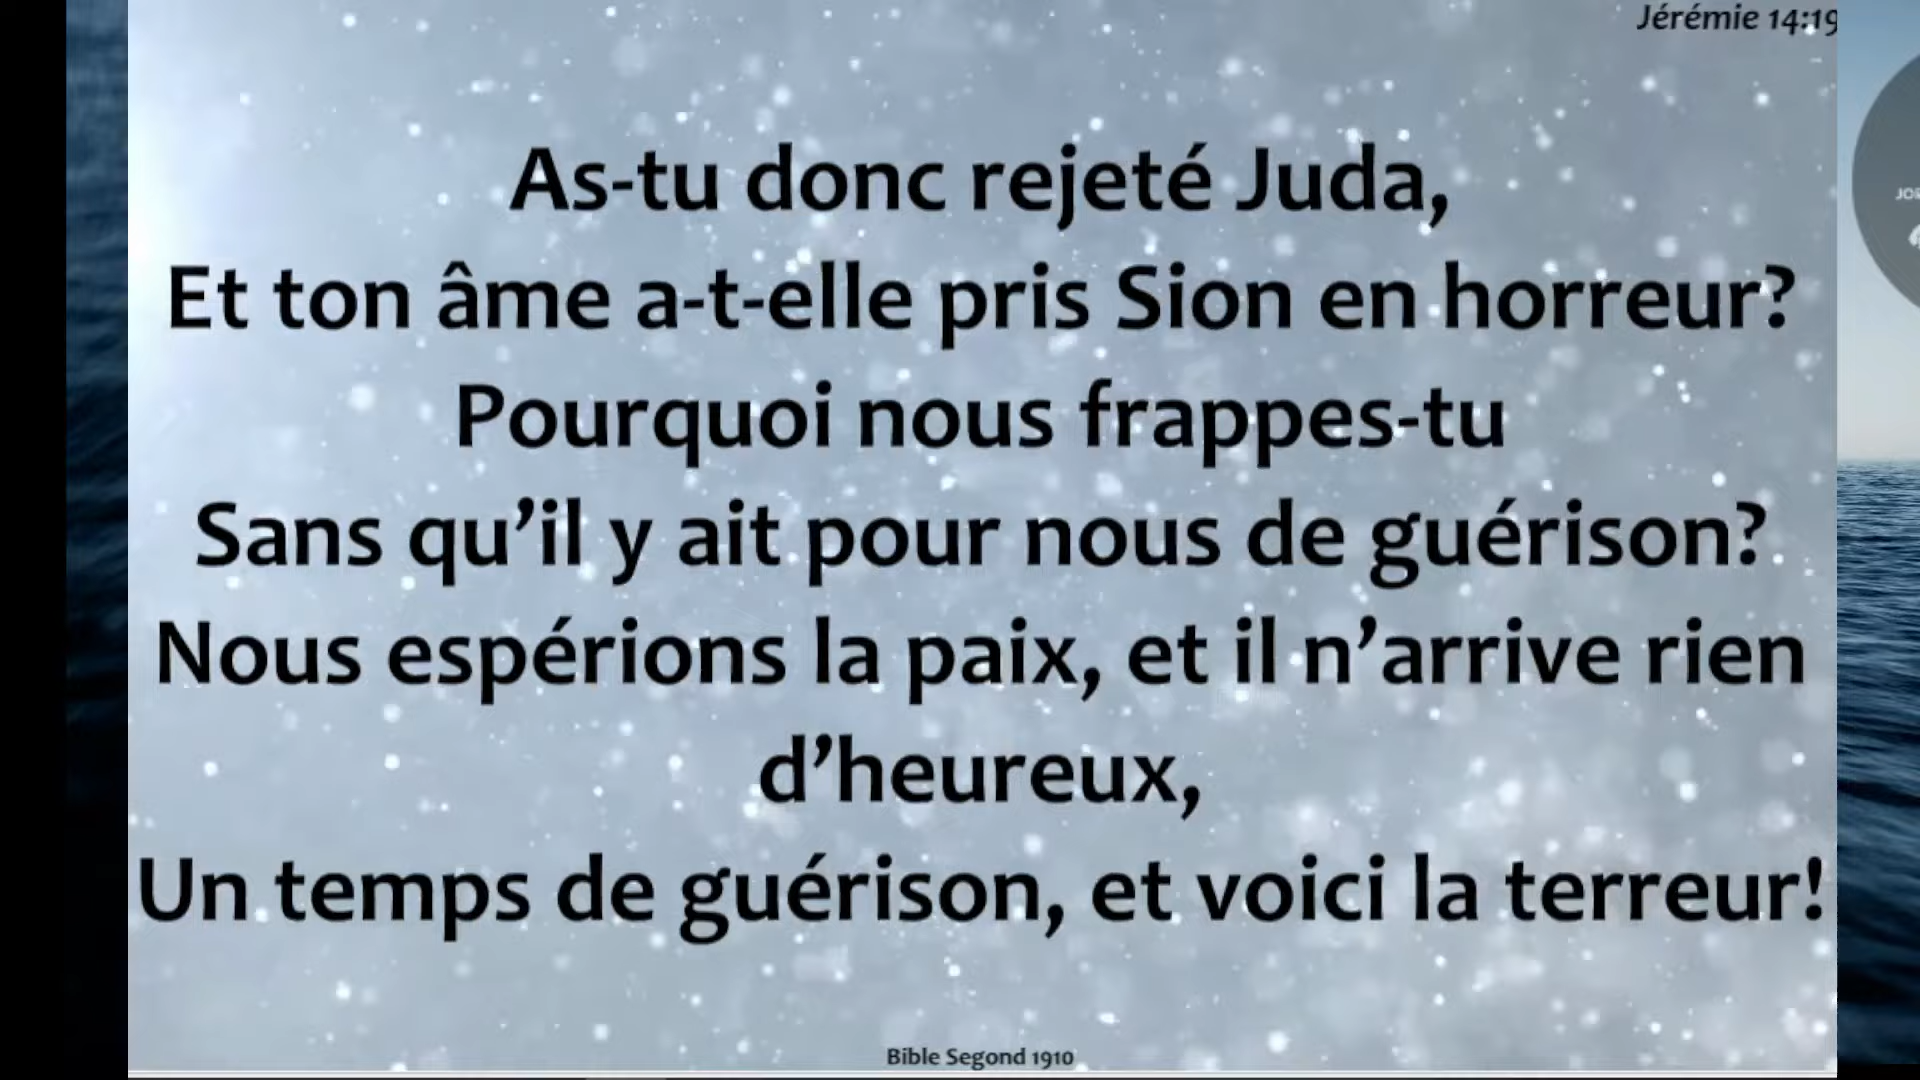 Jérémie 14:19
As-tu donc rejeté Juda,
Et ton âme a-t-elle pris Sion en horreur?
Pourquoi nous frappes-tu
Sans qu’il y ait pour nous de guérison?
Nous espérions la paix, et il n’arrive rien
d’heureux,
Un temps de guérison, et voici la terreur!
Bible Segond 1910